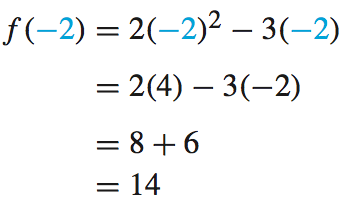 f(−2) = 2(−2)² − 3(−2)
= 2(4) − 3(−2)
= 8 + 6
= 14